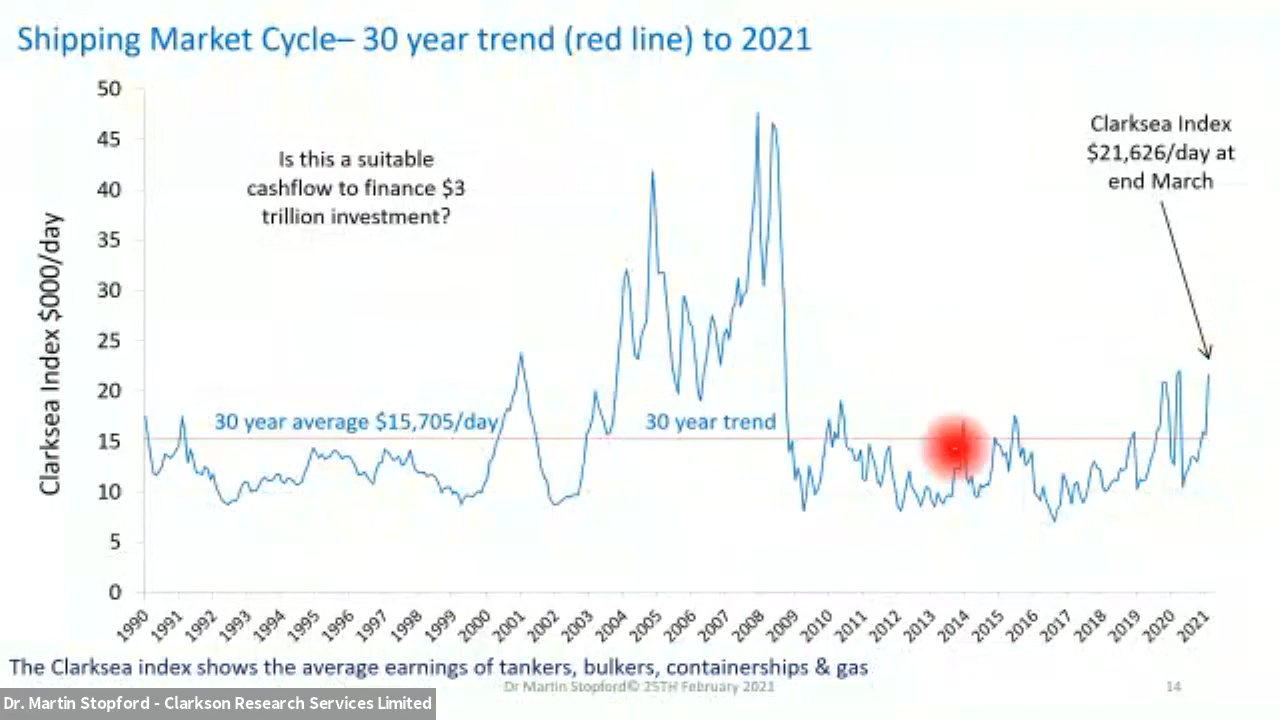 Shipping Market Cycle– 30 year trend (red line) to 2021
Is this a suitable
cashflow to finance $3
trillion investment?
Clarksea Index
$21,626/day at
end March
Clarksea Index $000/day
50
45
40
35
30
25
20
15
10
5
0
30 year average $15,705/day
30 year trend
1990 1991 1992 1993 1994 1995 1996 1997 1998 1999 2000 2001 2002 2003 2004 2005 2006 2007 2008 2009 2010 2011 2012 2013 2014 2015 2016 2017 2018 2019 2020 2021
The Clarksea index shows the average earnings of tankers, bulkers, containerships & gas
Dr Martin Stopford© 25TH February 2021
14
Dr. Martin Stopford - Clarkson Research Services Limited